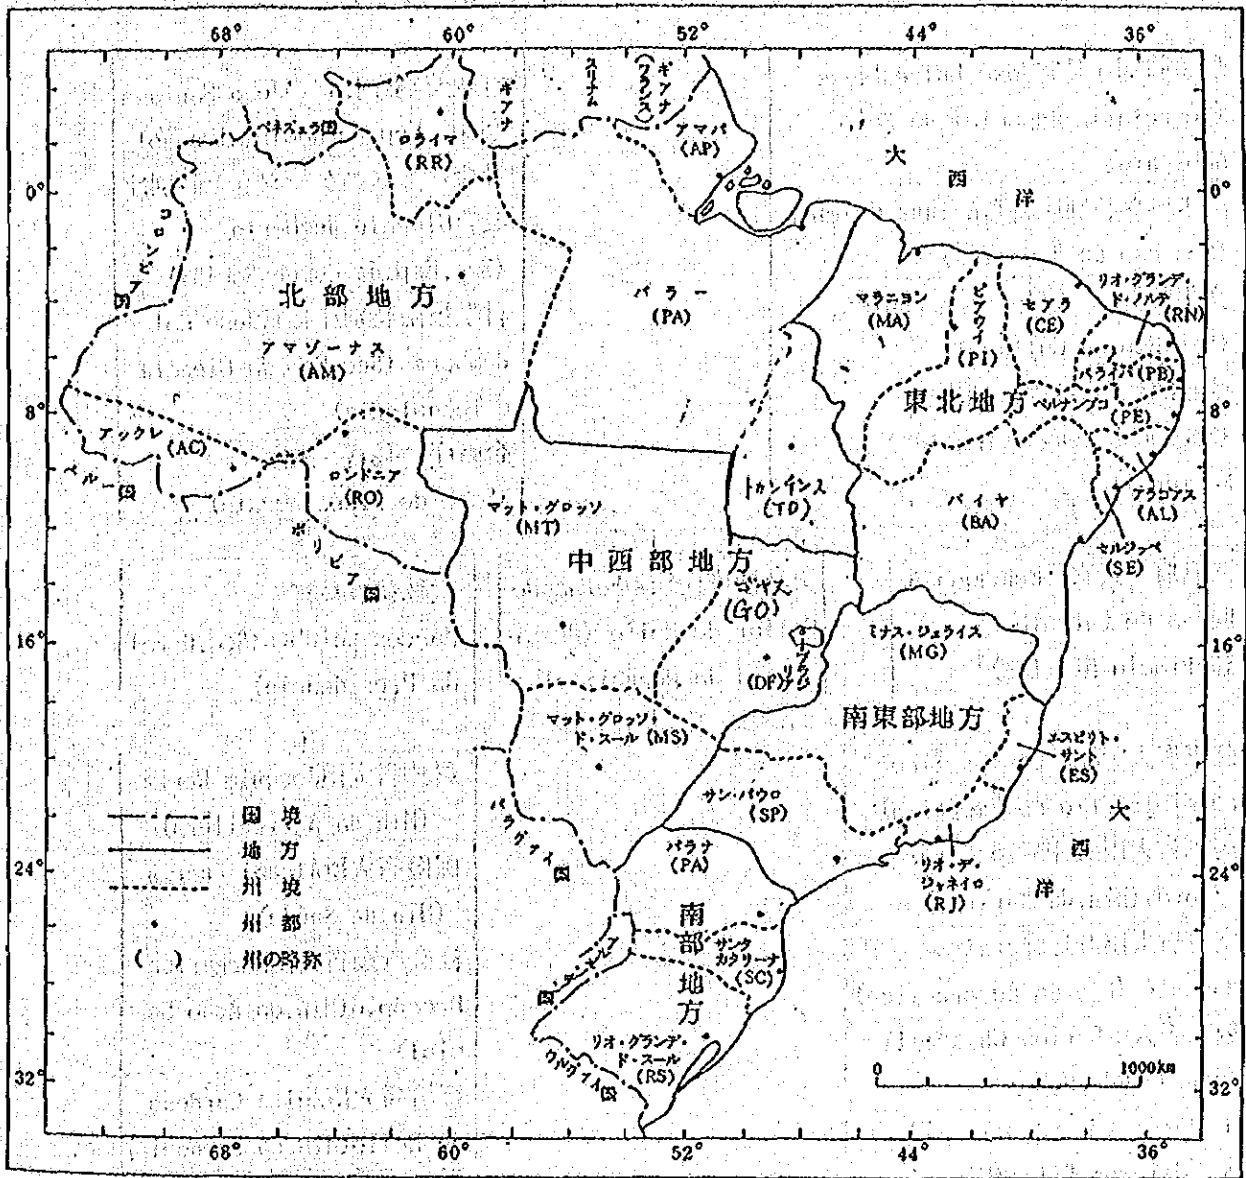 68°
60°
52°
44°
36°
ベネズェラ国
ロライマ
(RR)
ギアナ
スリーナム
ギアナ
(フランス)
アマパ
(AP)
大西洋
0°
0°
コロンビア国
北部地方
アマゾーナス
(AM)
パラー
(PA)
マラニヨン
(MA)
ピアウイ
(PI)
セアラ
(CE)
リオ・グランデ・
ド・ノルテ
(RN)
パライバ(PB)
東北地方
ペルナンブコ
(PE)
8°
8°
アックレ
(AC)
ペルー国
ロンドニア
(RO)
ボリビア国
マット・グロッソ
(MT)
トカンチンス
(TO)
バイヤ
(BA)
アラゴアス
(AL)
セルジッペ
(SE)
中西部地方
ゴヤス
(GO)
16°
16°
ミナス・ジェライス
(MG)
(DF)
ブラジリア
マット・グロッソ・
ド・スール(MS)
南東部地方
エスピリト・
サント
(ES)
サン・パウロ
(SP)
パラグァイ国
大西洋
国境
地方
州境
州都
( ) 州の略称
パラナ
(PA)
24°
24°
リオ・デ・
ジャネイロ
(RJ)
南部地方
サンタ
カタリーナ
(SC)
リオ・グランデ・
ド・スール
(RS)
ウルグァイ国
0
1000km
32°
32°
68°
60°
52°
44°
36°